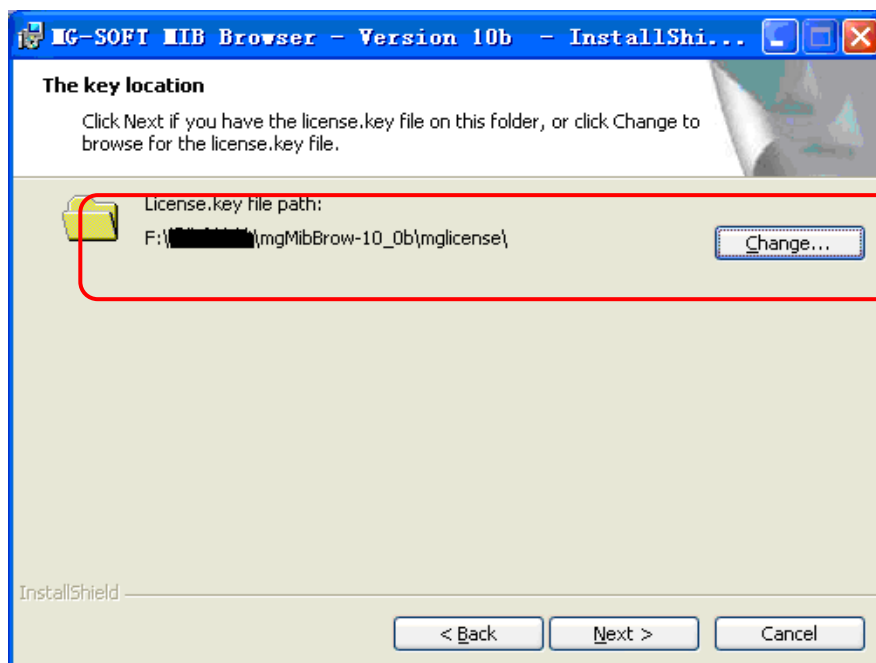 MG-SOFT MIB Browser - Version 10b - InstallShi...
The key location
Click Next if you have the license.key file on this folder, or click Change to
browse for the license.key file.
License.key file path:
F:\ \mgMibBrow-10_0b\mglicense\
Change...
InstallShield
< Back
Next >
Cancel